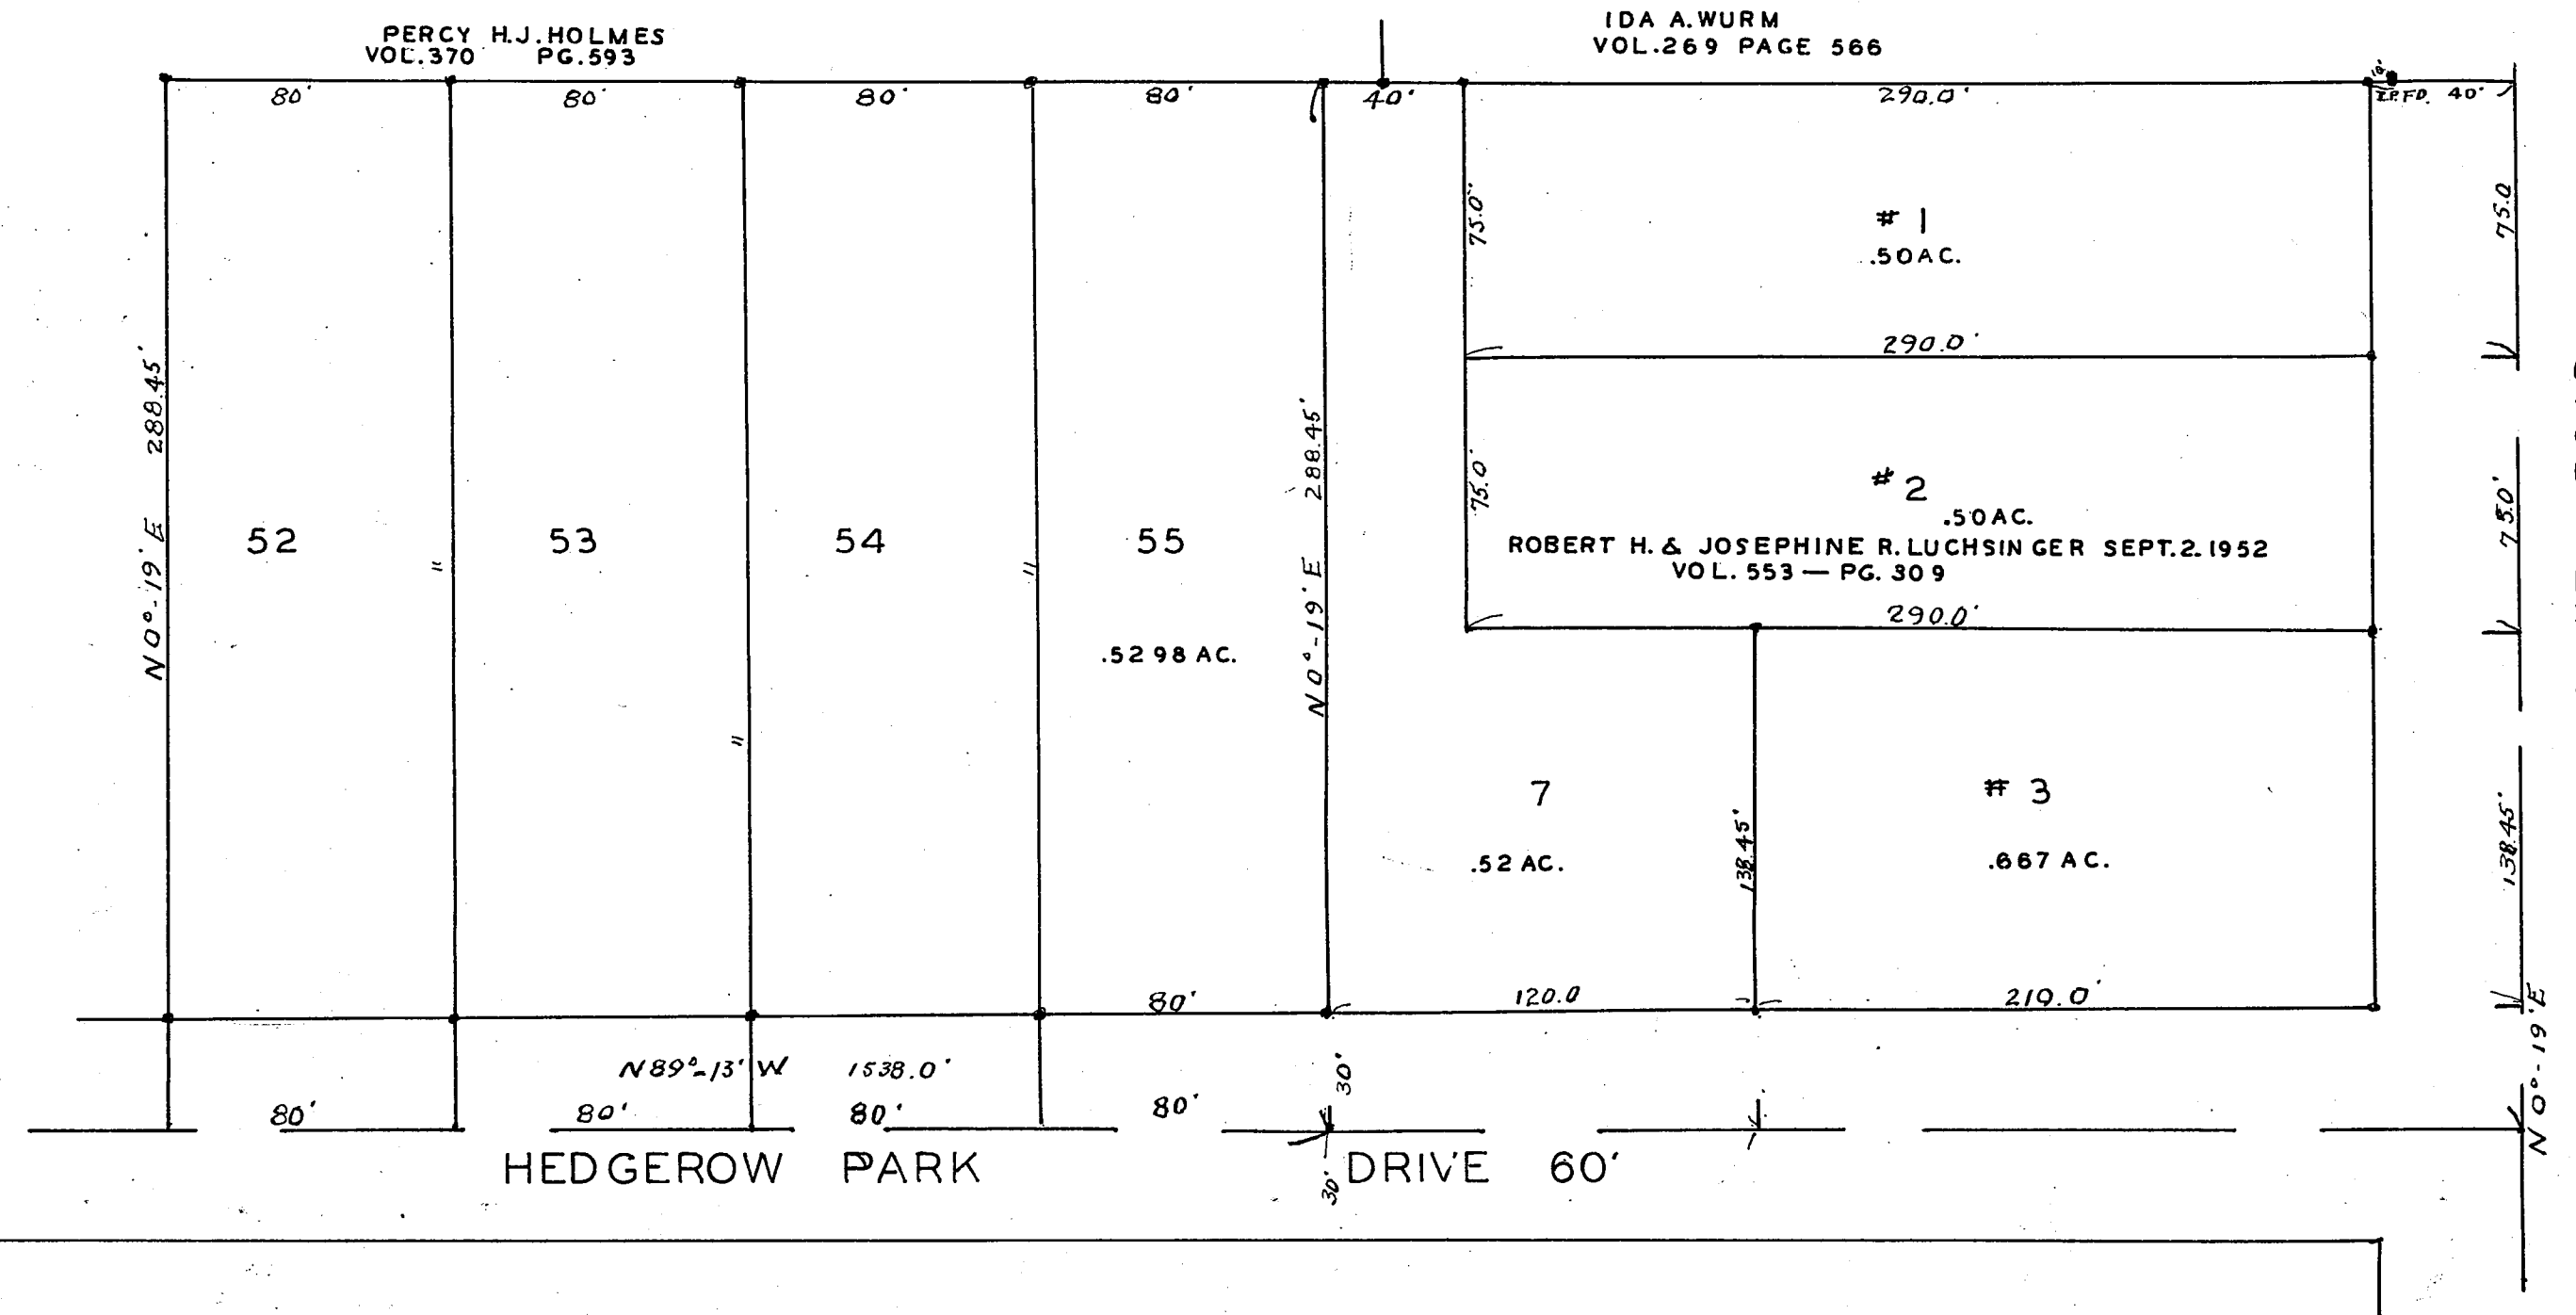 PERCY H.J. HOLMES
VOL.370 PG.593
IDA A. WURM
VOL.269 PAGE 566
80' 80' 80' 80' 40' 290.0' 10' I.P. FD. 40'
75.0' 75.0
# 1
.50 AC.
290.0'
N 0°-19' E 288.45'
N 0°-19' E 288.45'
75.0' 75.0'
# 2
.50 AC.
52 53 54 55
" " "
ROBERT H. & JOSEPHINE R. LUCHSINGER SEPT. 2. 1952
VOL. 553 — PG. 309
290.0'
.5298 AC.
7 # 3
.52 AC. .667 AC.
138.45' 138.45'
80' 120.0 210.0'
N 89°-13' W 1538.0'
30'
N 0°-19' E
80' 80' 80' 80'
HEDGEROW PARK DRIVE 60'
30'